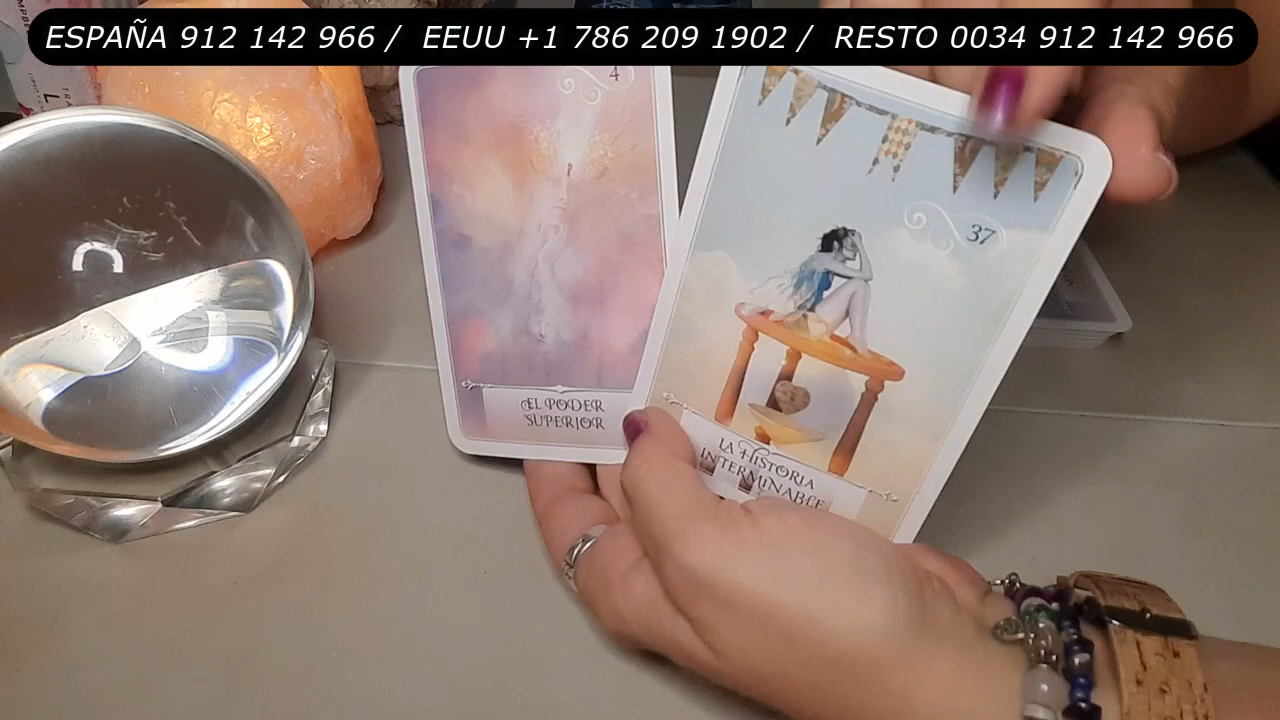 ESPAÑA 912 142 966 / EEUU +1 786 209 1902 / RESTO 0034 912 142 966
4
37
EL PODER
SUPERIOR
LA HISTORIA
INTERMINABLE